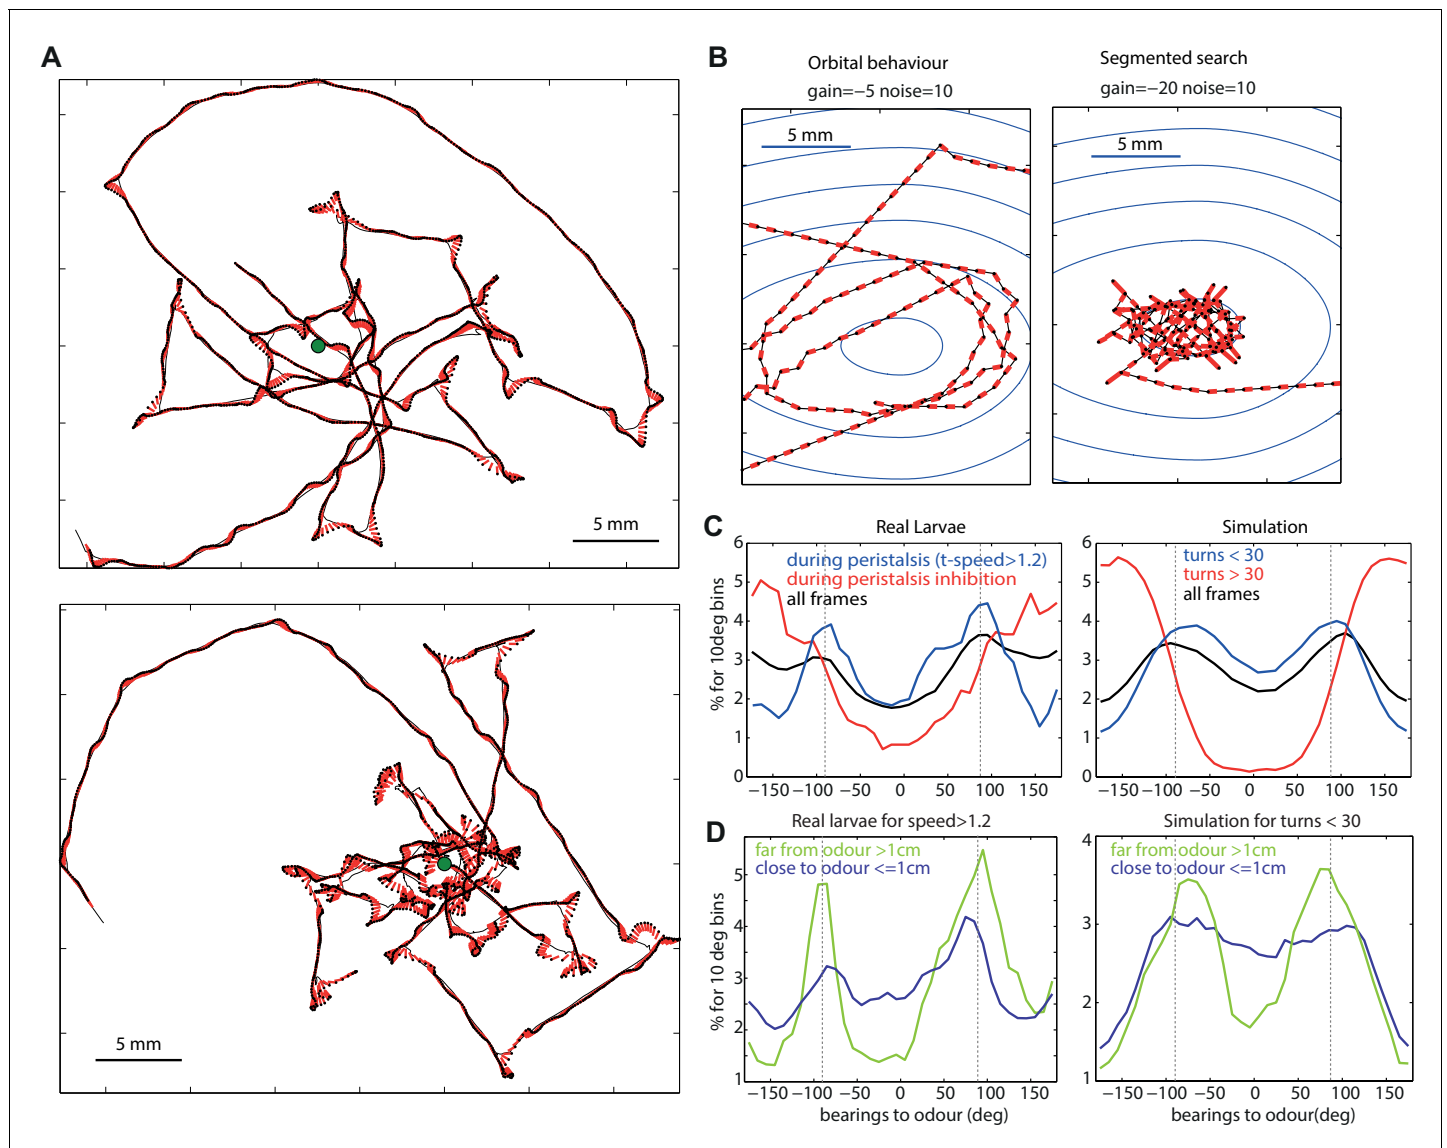 A
5 mm
5 mm
B
Orbital behaviour
gain=−5 noise=10
5 mm
Segmented search
gain=−20 noise=10
5 mm
C
Real Larvae
during peristalsis (t-speed>1.2)
during peristalsis inhibition
all frames
% for 10deg bins
6
5
4
3
2
1
0
−150 −100 −50 0 50 100 150
Simulation
turns < 30
turns > 30
all frames
6
5
4
3
2
1
0
−150 −100 −50 0 50 100 150
D
Real larvae for speed>1.2
far from odour >1cm
close to odour <=1cm
% for 10 deg bins
5
4
3
2
1
−150 −100 −50 0 50 100 150
bearings to odour (deg)
Simulation for turns < 30
far from odour >1cm
close to odour <=1cm
4
3
2
1
−150 −100 −50 0 50 100 150
bearings to odour(deg)